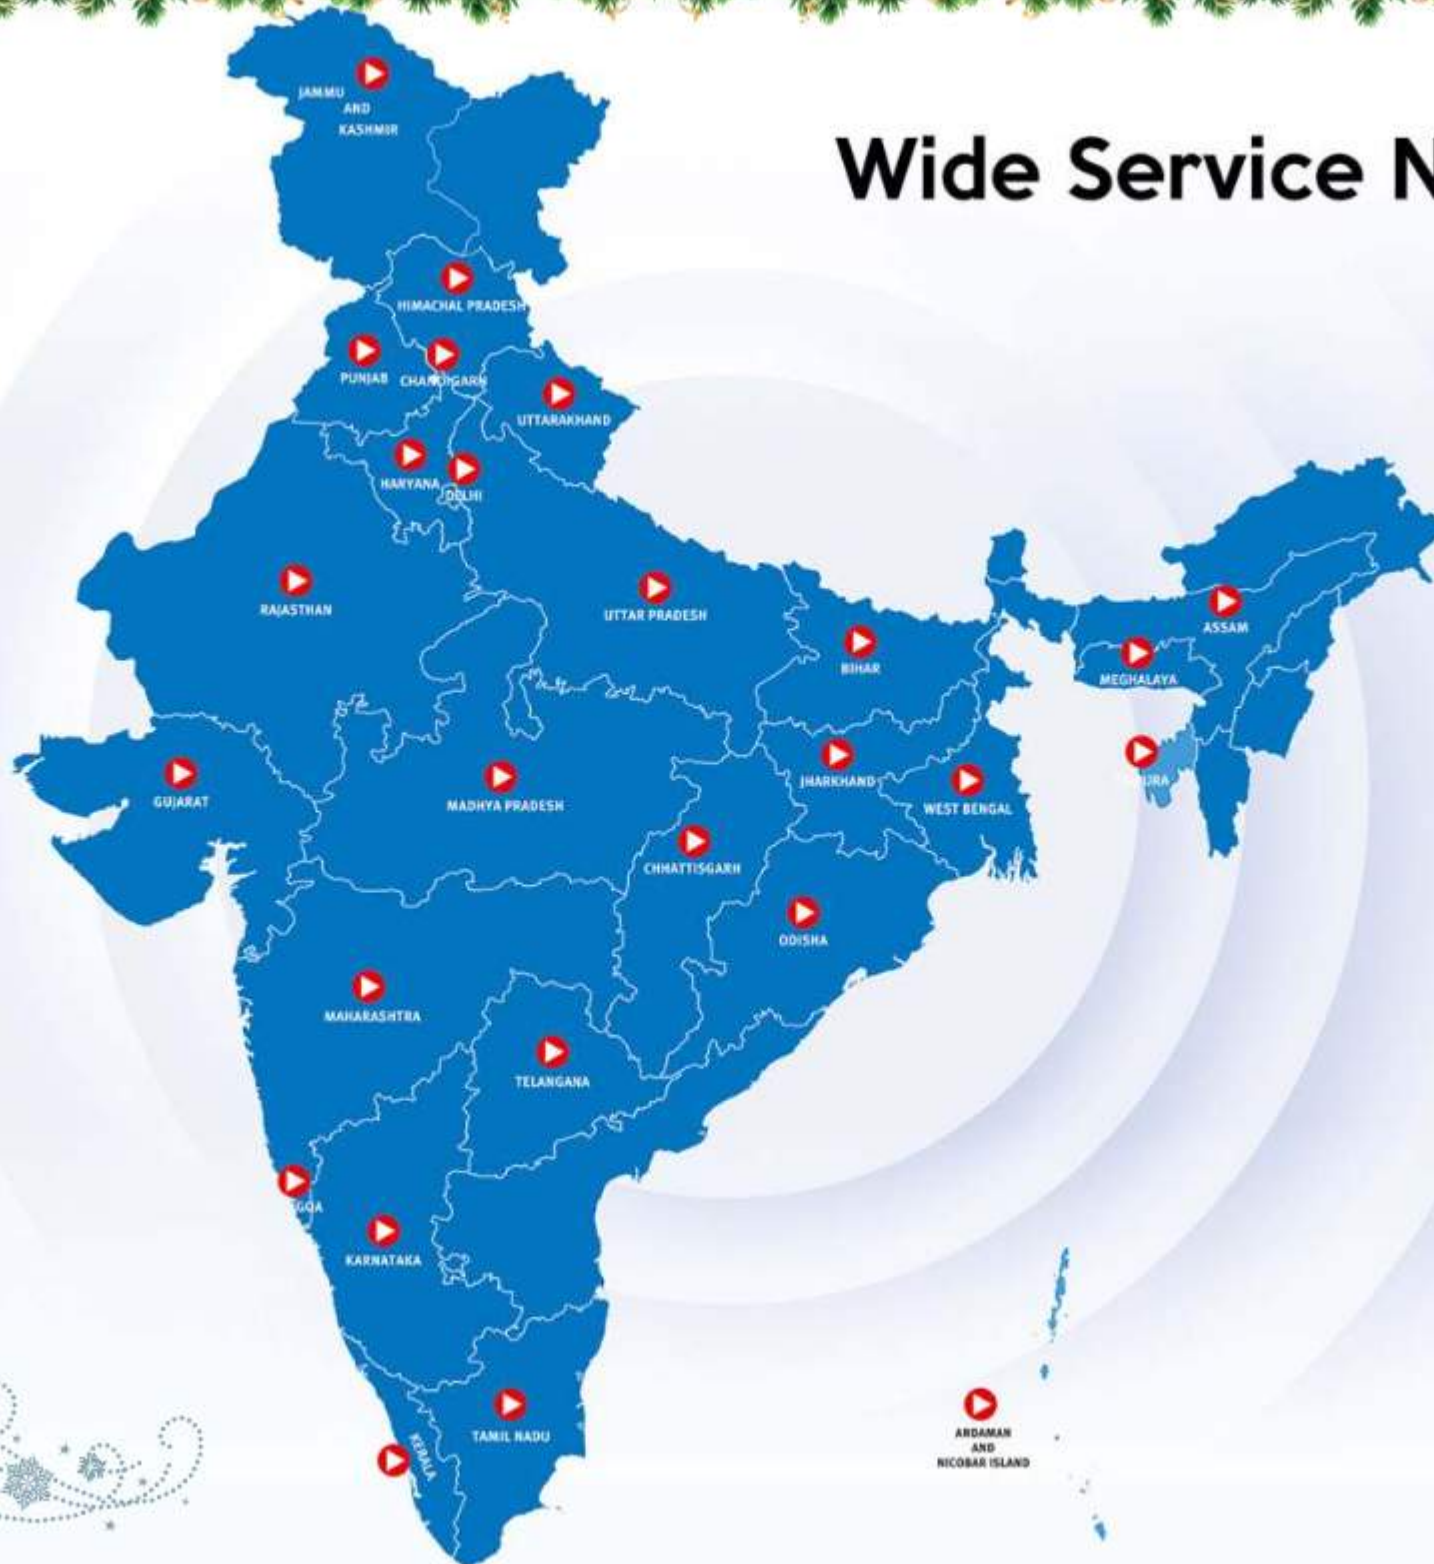 Wide Service N
JAMMU
AND
KASHMIR
HIMACHAL PRADESH
PUNJAB
CHANDIGARH
UTTARAKHAND
HARYANA
DELHI
RAJASTHAN
UTTAR PRADESH
BIHAR
ASSAM
MEGHALAYA
GUJARAT
MADHYA PRADESH
JHARKHAND
WEST BENGAL
CHHATTISGARH
ODISHA
MAHARASHTRA
TELANGANA
GOA
KARNATAKA
TAMIL NADU
KERALA
ANDAMAN
AND
NICOBAR ISLAND